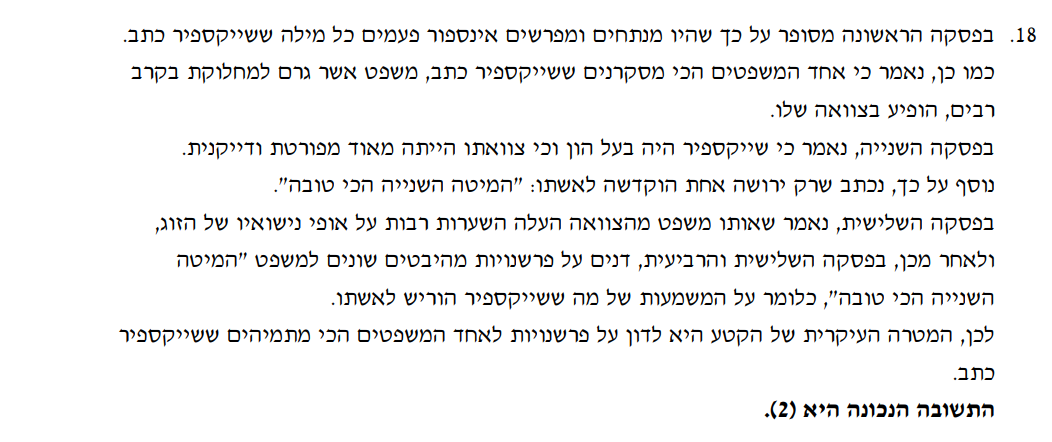 18. בפסקה הראשונה מסופר על כך שהיו מנתחים ומפרשים אינספור פעמים כל מילה ששייקספיר כתב.
כמו כן, נאמר כי אחד המשפטים הכי מסקרנים ששייקספיר כתב, משפט אשר גרם למחלוקת בקרב
רבים, הופיע בצוואה שלו.
בפסקה השנייה, נאמר כי שייקספיר היה בעל הון וכי צוואתו הייתה מאוד מפורטת ודייקנית.
נוסף על כך, נכתב שרק ירושה אחת הוקדשה לאשתו: "המיטה השנייה הכי טובה".
בפסקה השלישית, נאמר שאותו משפט מהצוואה העלה השערות רבות על אופי נישואיו של הזוג,
ולאחר מכן, בפסקה השלישית והרביעית, דנים על פרשנויות מהיבטים שונים למשפט "המיטה
השנייה הכי טובה", כלומר על המשמעות של מה ששייקספיר הוריש לאשתו.
לכן, המטרה העיקרית של הקטע היא לדון על פרשנויות לאחד המשפטים הכי מתמיהים ששייקספיר
כתב.
התשובה הנכונה היא (2).